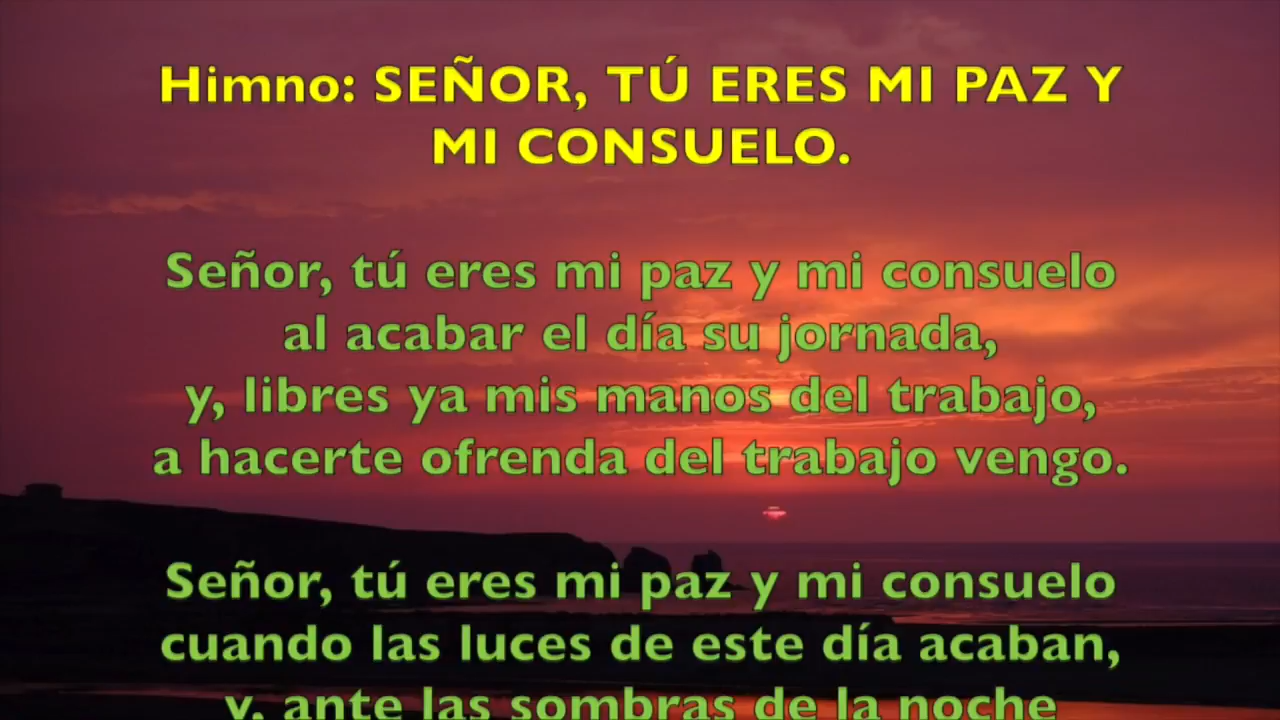 Himno: SEÑOR, TÚ ERES MI PAZ Y
MI CONSUELO.
Señor, tú eres mi paz y mi consuelo
al acabar el día su jornada,
y, libres ya mis manos del trabajo,
a hacerte ofrenda del trabajo vengo.
Señor, tú eres mi paz y mi consuelo
cuando las luces de este día acaban,
y, ante las sombras de la noche